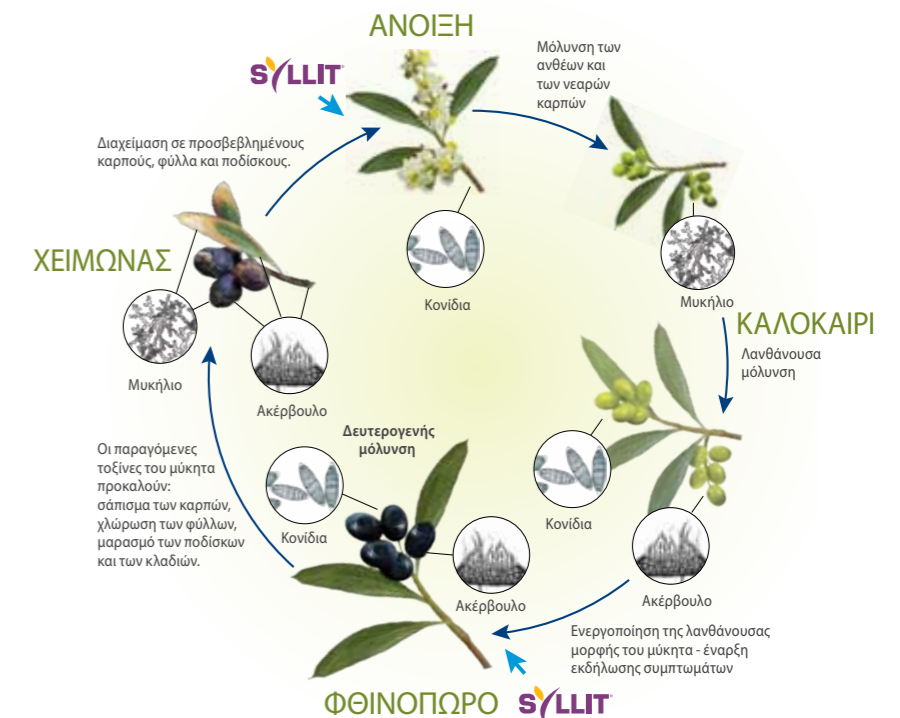 ΑΝΟΙΞΗ
SYLLIT
Μόλυνση των
ανθέων και
των νεαρών
καρπών
Διαχείμαση σε προσβεβλημένους
καρπούς, φύλλα και ποδίσκους.
ΧΕΙΜΩΝΑΣ
Κονίδια
Μυκήλιο
ΚΑΛΟΚΑΙΡΙ
Λανθάνουσα
μόλυνση
Μυκήλιο
Ακέρβουλο
Δευτερογενής
μόλυνση
Οι παραγόμενες
τοξίνες του μύκητα
προκαλούν:
σάπισμα των καρπών,
χλώρωση των φύλλων,
μαρασμό των ποδίσκων
και των κλαδιών.
Κονίδια
Κονίδια
Ακέρβουλο
Ακέρβουλο
Ενεργοποίηση της λανθάνουσας
μορφής του μύκητα - έναρξη
εκδήλωσης συμπτωμάτων
ΦΘΙΝΟΠΩΡΟ
SYLLIT